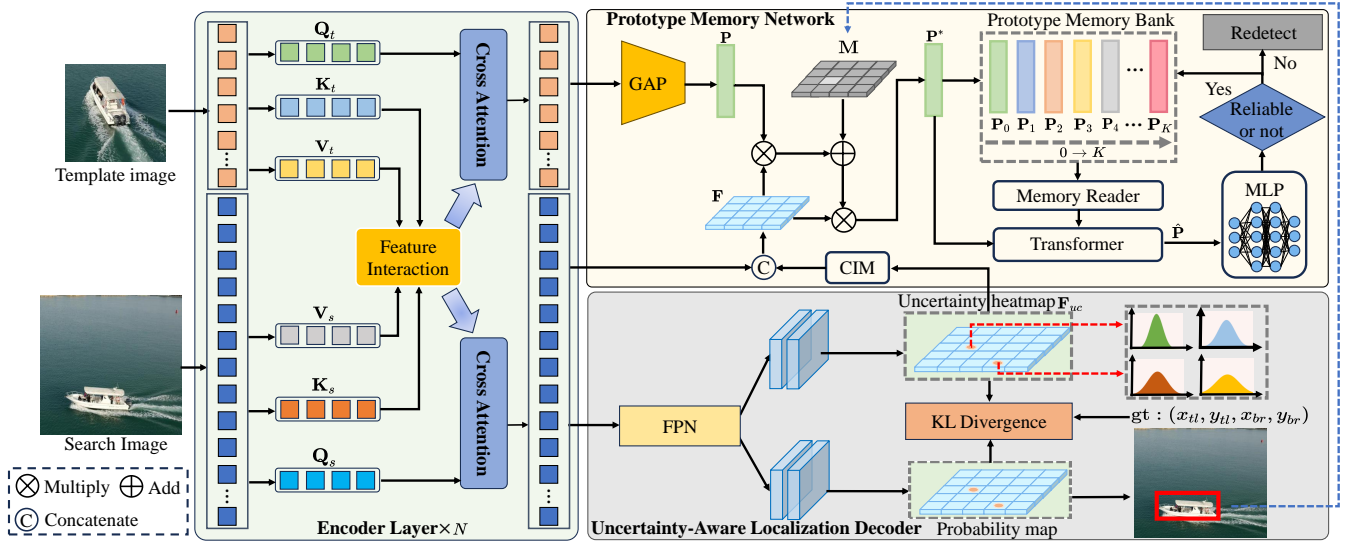 Template image
Search Image
Multiply
Add
C
Concatenate
Q_t
K_t
V_t
Feature
Interaction
V_s
K_s
Q_s
Cross Attention
Cross Attention
Encoder Layer×N
Prototype Memory Network
GAP
P
M
F
C
CIM
P*
Prototype Memory Bank
...
P_0 P_1 P_2 P_3 P_4 ... P_K
0 → K
Memory Reader
Transformer
P̂
MLP
Reliable
or not
Yes
No
Redetect
Uncertainty heatmap F_uc
FPN
KL Divergence
gt : (x_tl, y_tl, x_br, y_br)
Probability map
Uncertainty-Aware Localization Decoder